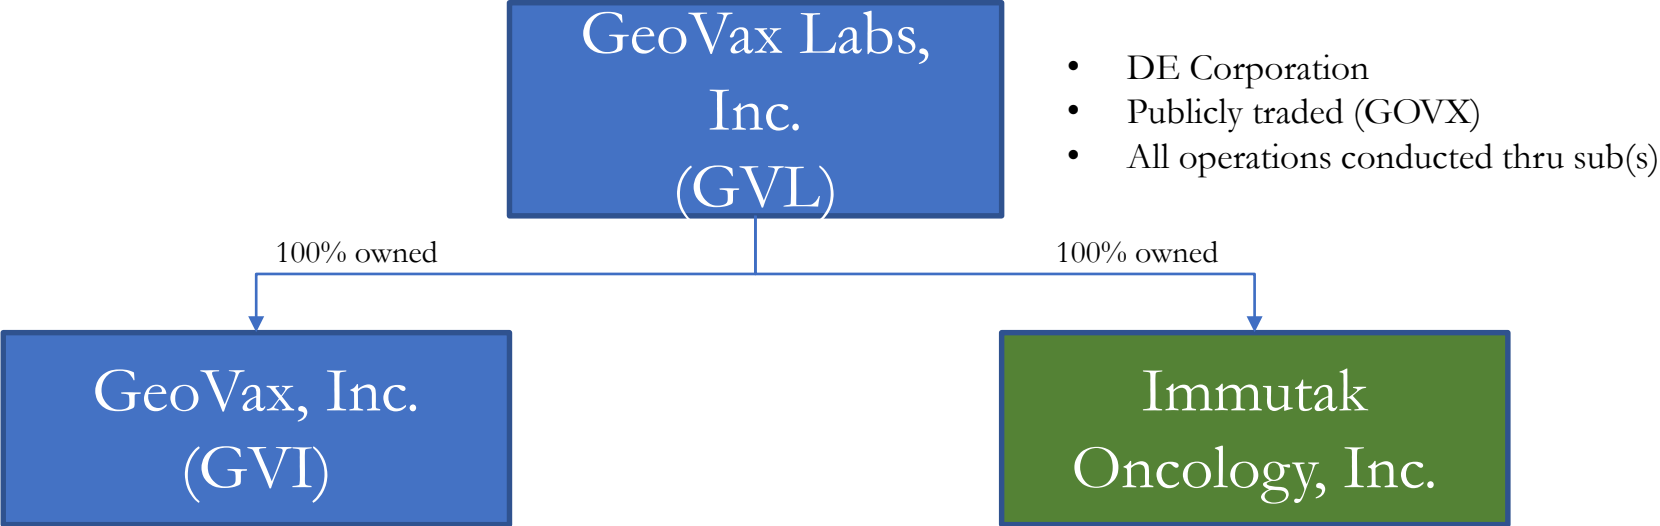 GeoVax Labs,
Inc.
(GVL)
• DE Corporation
• Publicly traded (GOVX)
• All operations conducted thru sub(s)
100% owned
100% owned
GeoVax, Inc.
(GVI)
Immutak
Oncology, Inc.